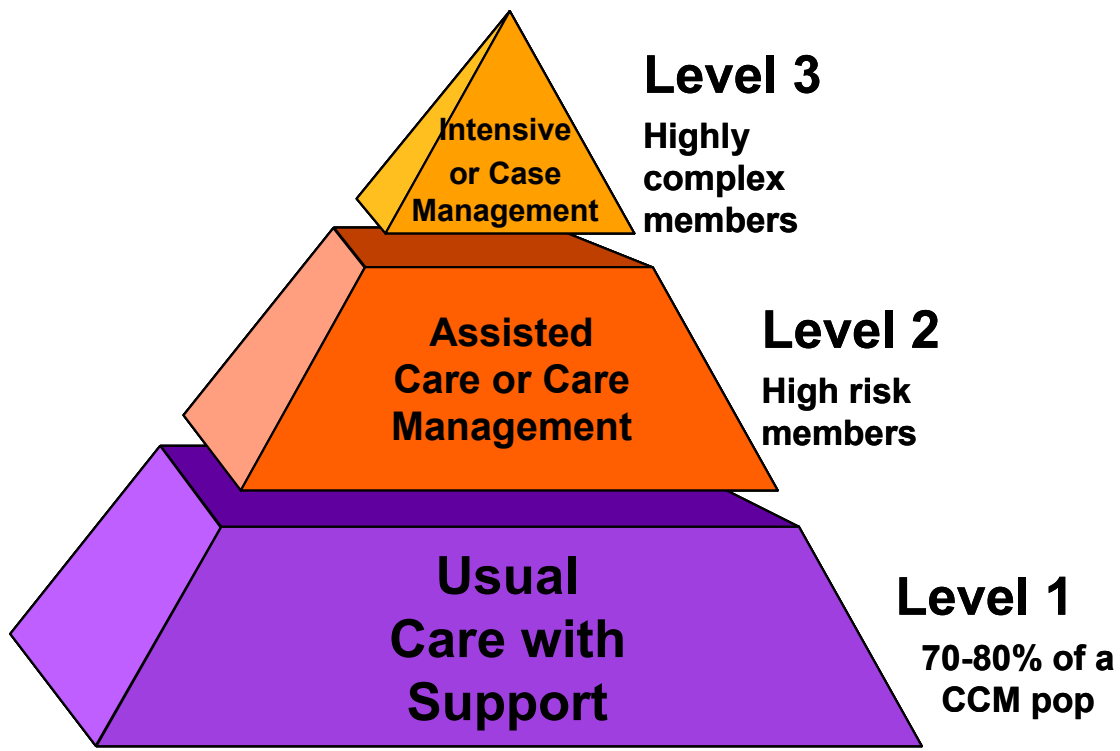 Level 3
Highly
complex
members
Intensive
or Case
Management
Level 2
High risk
members
Assisted
Care or Care
Management
Level 1
70-80% of a
CCM pop
Usual
Care with
Support